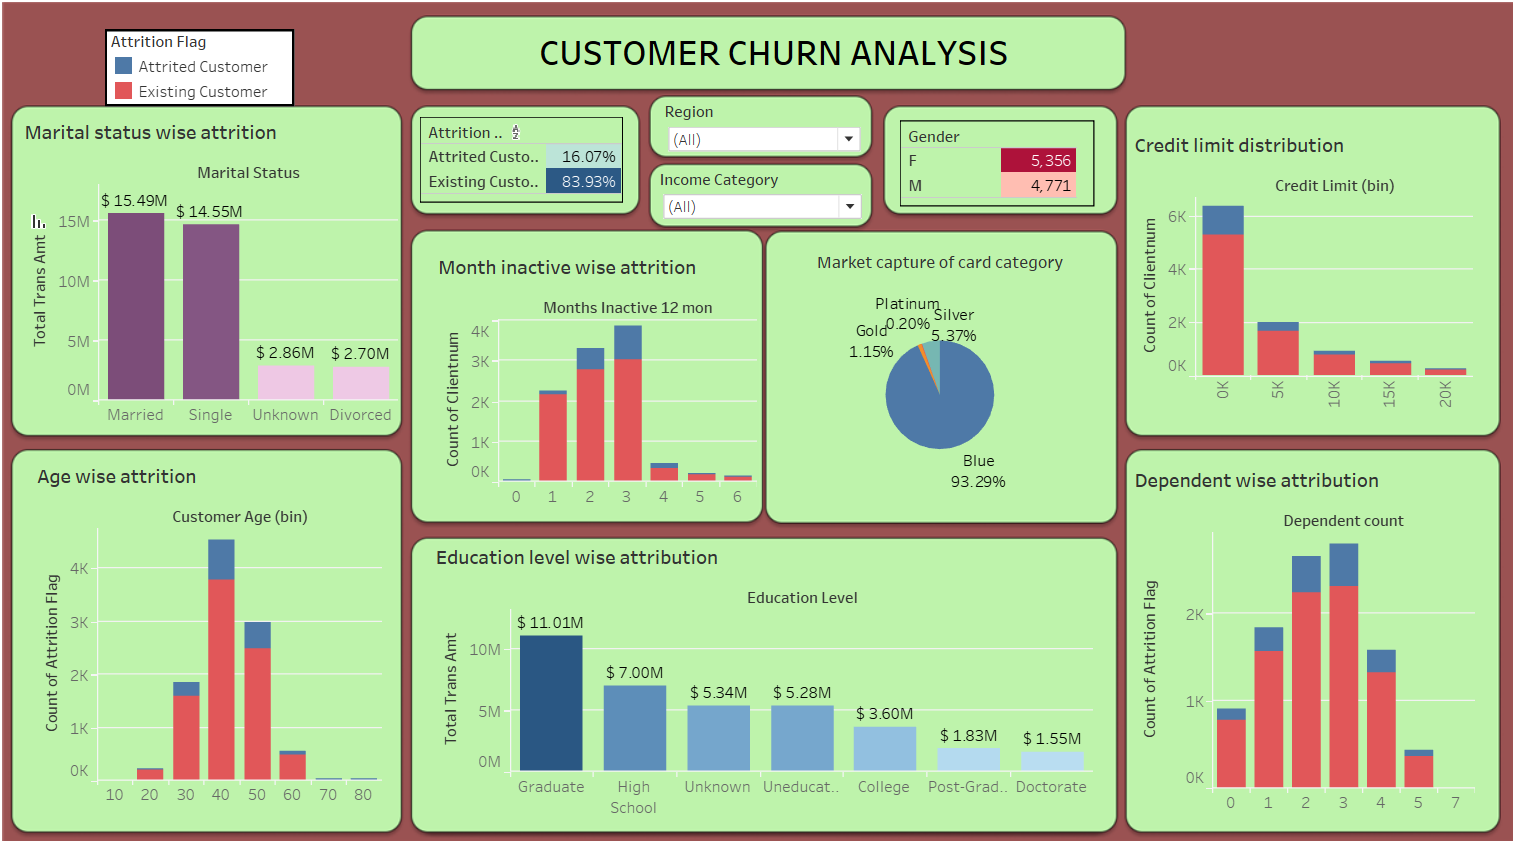 Attrition Flag
Attrited Customer
Existing Customer
CUSTOMER CHURN ANALYSIS
Marital status wise attrition
Marital Status
Total Trans Amt
15M
10M
5M
0M
$ 15.49M
$ 14.55M
$ 2.86M
$ 2.70M
Married Single Unknown Divorced
Attrition ..
Attrited Custo.. 16.07%
Existing Custo.. 83.93%
Region
(All)
Income Category
(All)
Gender
F 5,356
M 4,771
Credit limit distribution
Credit Limit (bin)
Count of Clientnum
6K
4K
2K
0K
0K 5K 10K 15K 20K
Month inactive wise attrition
Months Inactive 12 mon
Count of Clientnum
4K
3K
2K
1K
0K
0 1 2 3 4 5 6
Market capture of card category
Platinum
0.20%
Silver
5.37%
Gold
1.15%
Blue
93.29%
Age wise attrition
Customer Age (bin)
Count of Attrition Flag
4K
3K
2K
1K
0K
10 20 30 40 50 60 70 80
Education level wise attribution
Education Level
Total Trans Amt
10M
5M
0M
$ 11.01M
$ 7.00M
$ 5.34M
$ 5.28M
$ 3.60M
$ 1.83M
$ 1.55M
Graduate High Unknown Uneducat.. College Post-Grad.. Doctorate
School
Dependent wise attribution
Dependent count
Count of Attrition Flag
2K
1K
0K
0 1 2 3 4 5 7